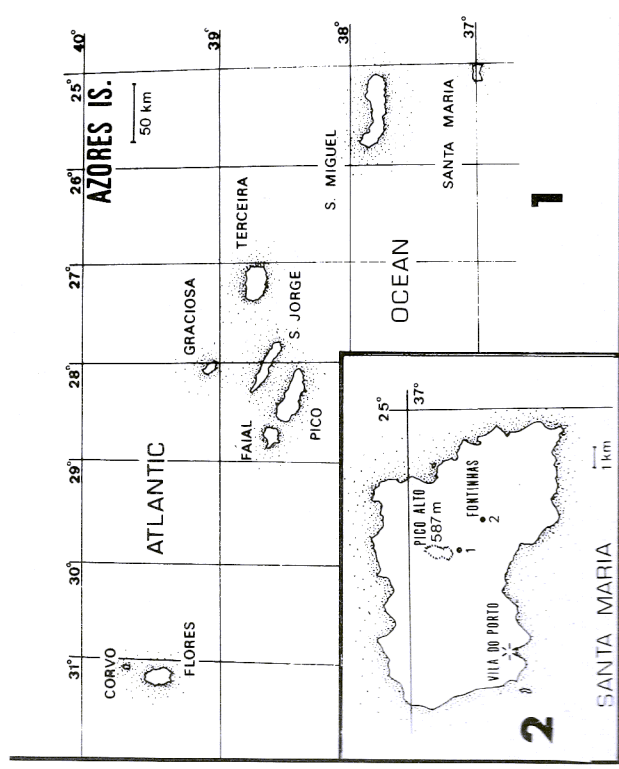 AZORES IS.
50 km
40°
39°
38°
37°
31°
30°
29°
28°
27°
26°
25°
CORVO
FLORES
ATLANTIC
GRACIOSA
TERCEIRA
FAIAL
PICO
S. JORGE
S. MIGUEL
SANTA MARIA
OCEAN
1
25°
37°
PICO ALTO
587 m
FONTINHAS
1
2
VILA DO PORTO
1 km
SANTA MARIA
2